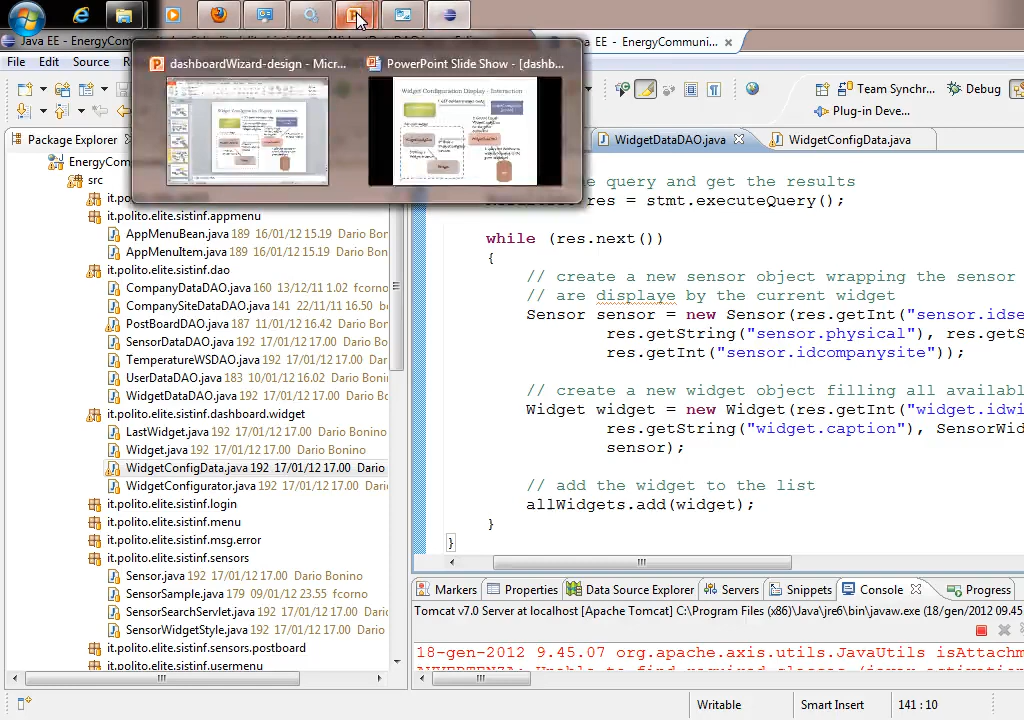 Java EE - EnergyCommu
a EE - EnergyCommuni...
dashboardWizard-design - Micr...
PowerPoint Slide Show - [dashb...
Widget Configuration Display - Interaction
File Edit Source
Team Synchr...
Debug
Plug-in Deve...
Package Explorer
WidgetDataDAO.java
WidgetConfigData.java
EnergyCom
src
it.p
it.polito.elite.sistinf.appmenu
AppMenuBean.java 189 16/01/12 15.19 Dario Bon
AppMenuItem.java 189 16/01/12 15.19 Dario Bon
it.polito.elite.sistinf.dao
CompanyDataDAO.java 160 13/12/11 1.02 fcorno
CompanySiteDataDAO.java 141 22/11/11 16.50 b
PostBoardDAO.java 187 11/01/12 16.42 Dario Bon
SensorDataDAO.java 192 17/01/12 17.00 Dario Bo
TemperatureWSDAO.java 192 17/01/12 17.00 Dar
UserDataDAO.java 183 10/01/12 16.02 Dario Bonin
WidgetDataDAO.java 192 17/01/12 17.00 Dario Bo
it.polito.elite.sistinf.dashboard.widget
LastWidget.java 192 17/01/12 17.00 Dario Bonino
Widget.java 192 17/01/12 17.00 Dario Bonino
WidgetConfigData.java 192 17/01/12 17.00 Dario
WidgetConfigurator.java 192 17/01/12 17.00 Dari
it.polito.elite.sistinf.login
it.polito.elite.sistinf.menu
it.polito.elite.sistinf.msg.error
it.polito.elite.sistinf.sensors
Sensor.java 192 17/01/12 17.00 Dario Bonino
SensorSample.java 179 09/01/12 23.55 fcorno
SensorSearchServlet.java 192 17/01/12 17.00 Dario
SensorWidgetStyle.java 192 17/01/12 17.00 Dario
it.polito.elite.sistinf.sensors.postboard
it.polito.elite.sistinf.usermenu
e query and get the results
res = stmt.executeQuery();
while (res.next())
{
// create a new sensor object wrapping the sensor
// are displaye by the current widget
Sensor sensor = new Sensor(res.getInt("sensor.idse
res.getString("sensor.physical"), res.getS
res.getInt("sensor.idcompanysite"));
// create a new widget object filling all availabl
Widget widget = new Widget(res.getInt("widget.idwi
res.getString("widget.caption"), SensorWid
sensor);
// add the widget to the list
allWidgets.add(widget);
}
}
Markers Properties Data Source Explorer Servers Snippets Console Progress
Tomcat v7.0 Server at localhost [Apache Tomcat] C:\Program Files (x86)\Java\jre6\bin\javaw.exe (18/gen/2012 09.45
18-gen-2012 9.45.07 org.apache.axis.utils.JavaUtils isAttachm
Writable
Smart Insert
141 : 10